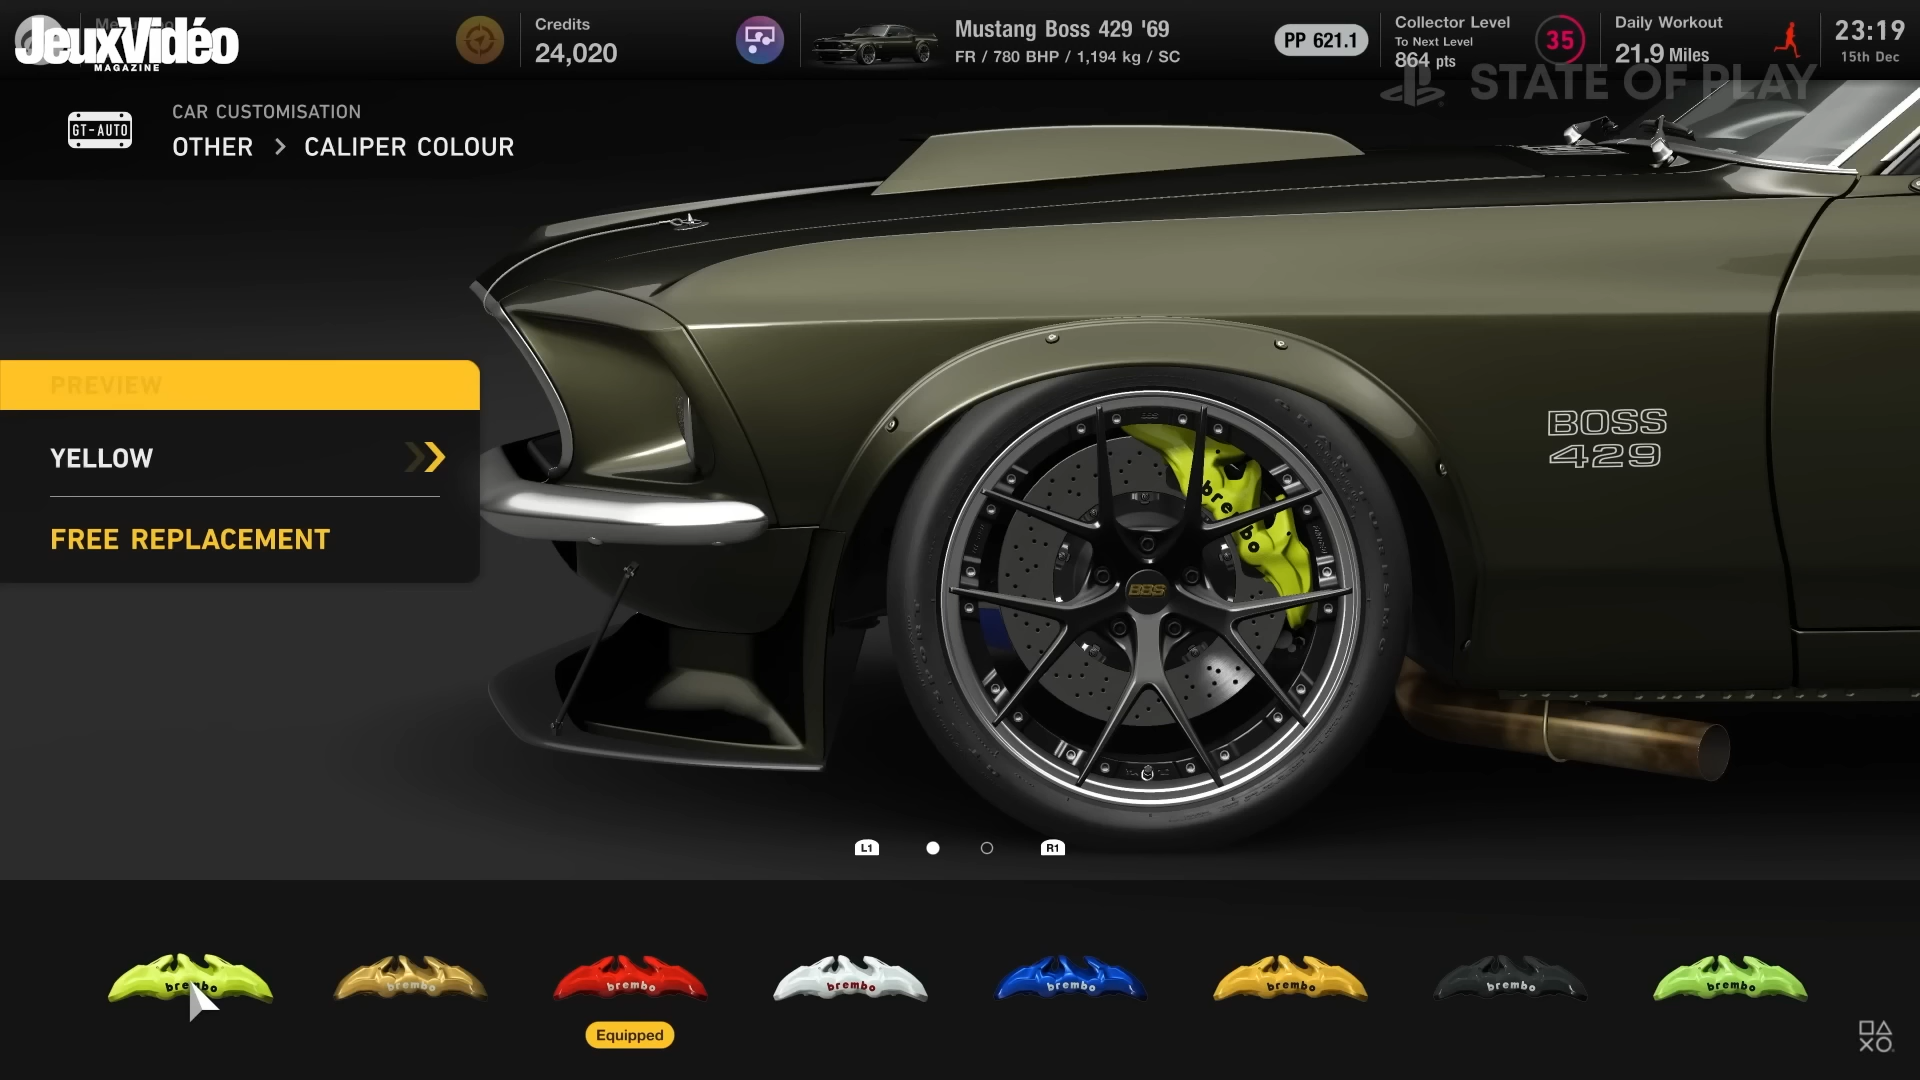 JeuxVidéo
MAGAZINE
Credits
24,020
Mustang Boss 429 '69
FR / 780 BHP / 1,194 kg / SC
PP 621.1
Collector Level
To Next Level
864 pts
35
Daily Workout
21.9 Miles
23:19
15th Dec
STATE OF PLAY
GT-AUTO
CAR CUSTOMISATION
OTHER > CALIPER COLOUR
PREVIEW
YELLOW
FREE REPLACEMENT
brembo
BBS
BOSS
429
L1
R1
brembo
brembo
brembo
brembo
brembo
brembo
brembo
brembo
Equipped